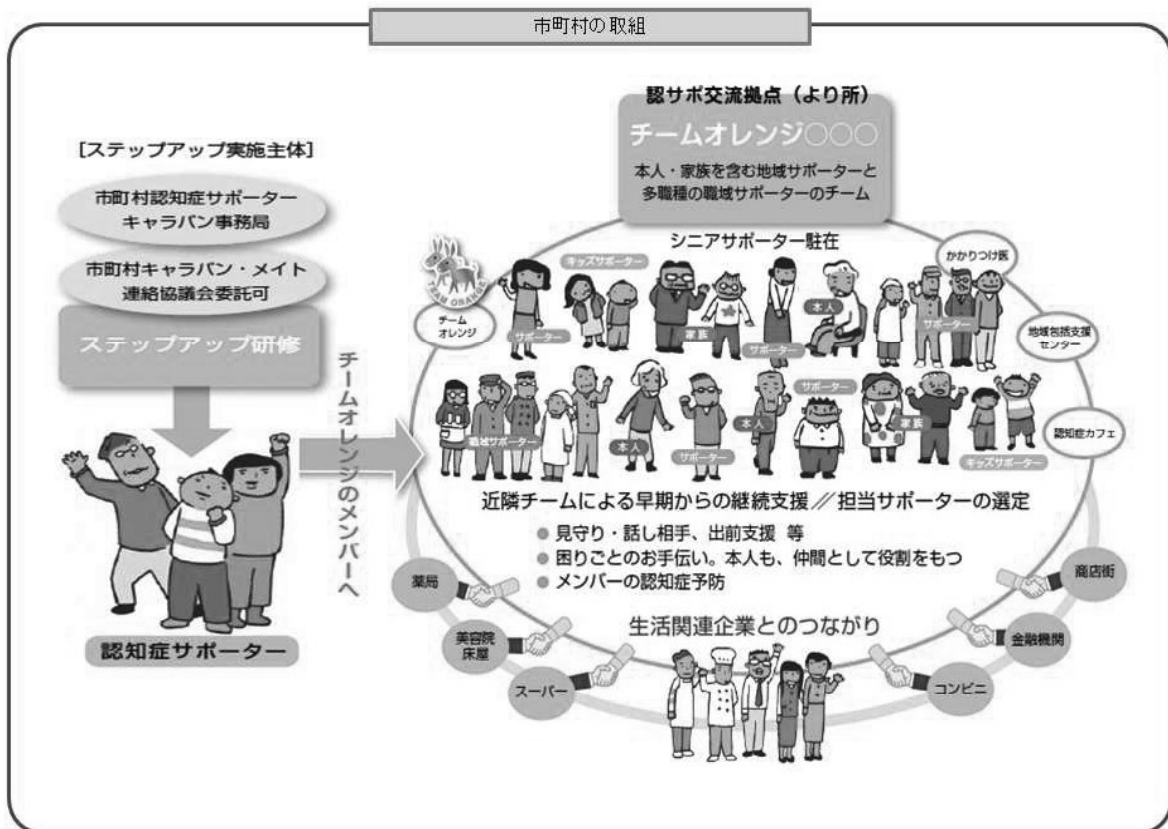 市町村の取組
[ステップアップ実施主体]
市町村認知症サポーター
キャラバン事務局
市町村キャラバン・メイト
連絡協議会委託可
ステップアップ研修
認知症サポーター
チームオレンジのメンバーへ
認サポ交流拠点（より所）
チームオレンジ○○○
本人・家族を含む地域サポーターと
多職種の職域サポーターのチーム
シニアサポーター駐在
TEAM ORANGE
チーム
オレンジ
かかりつけ医
地域包括支援
センター
認知症カフェ
キッズサポーター
サポーター
家族
サポーター
本人
サポーター
職域サポーター
本人
サポーター
本人
サポーター
家族
キッズサポーター
近隣チームによる早期からの継続支援 // 担当サポーターの選定
● 見守り・話し相手、出前支援 等
● 困りごとのお手伝い。本人も、仲間として役割をもつ
● メンバーの認知症予防
生活関連企業とのつながり
薬局
美容院
床屋
スーパー
コンビニ
金融機関
商店街